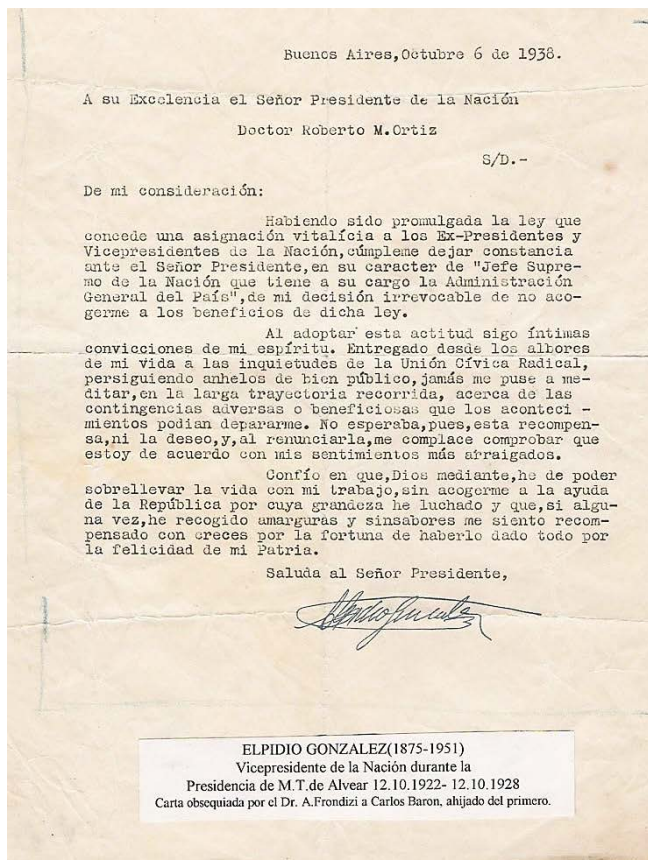 Buenos Aires,Octubre 6 de 1938.
A su Excelencia el Señor Presidente de la Nación
Doctor Roberto M.Ortiz
S/D.-
De mi consideración:
Habiendo sido promulgada la ley que
concede una asignación vitalícia a los Ex-Presidentes y
Vicepresidentes de la Nación,cúmpleme dejar constancia
ante el Señor Presidente,en su caracter de "Jefe Supre-
mo de la Nación que tiene a su cargo la Administración
General del País",de mi decisión irrevocable de no aco-
germe a los beneficios de dicha ley.
Al adoptar esta actitud sigo íntimas
convicciones de mi espíritu. Entregado desde los albores
de mi vida a las inquietudes de la Unión Cívica Radical,
persiguiendo anhelos de bien público,jamás me puse a me-
ditar,en la larga trayectoria recorrida, acerca de las
contingencias adversas o beneficiosas que los aconteci -
mientos podian depararme. No esperaba,pues,esta recompen-
sa,ni la deseo,y,al renunciarla,me complace comprobar que
estoy de acuerdo con mis sentimientos más arraigados.
Confío en que,Dios mediante,he de poder
sobrellevar la vida con mi trabajo,sin acogerme a la ayuda
de la República por cuya grandeza he luchado y que,si algu-
na vez,he recogido amarguras y sinsabores me siento recom-
pensado con creces por la fortuna de haberlo dado todo por
la felicidad de mi Patria.
Saluda al Señor Presidente,
ELPIDIO GONZALEZ(1875-1951)
Vicepresidente de la Nación durante la
Presidencia de M.T.de Alvear 12.10.1922- 12.10.1928
Carta obsequiada por el Dr. A.Frondizi a Carlos Baron, ahijado del primero.